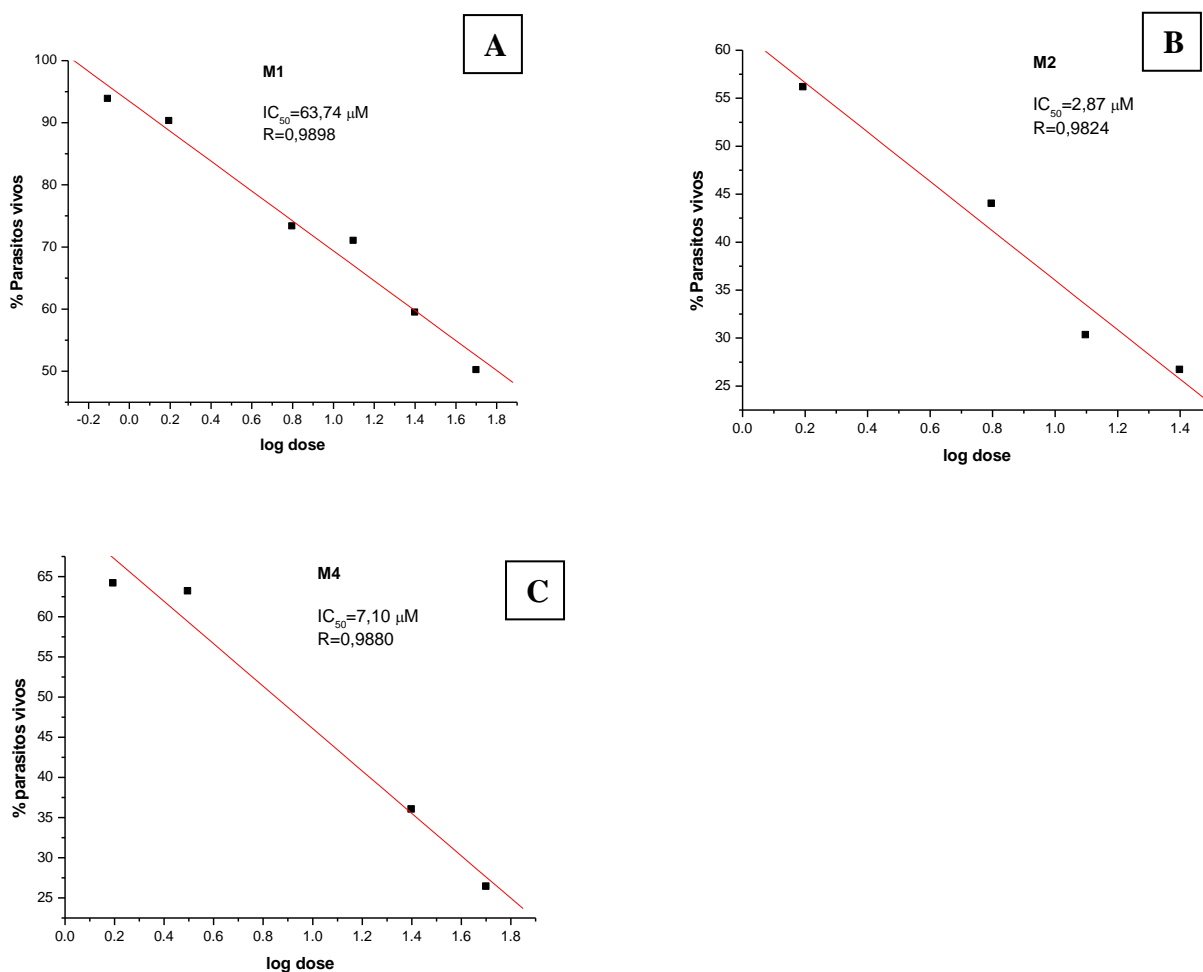 A
M1
IC50=63,74 μM
R=0,9898
% Parasitos vivos
100
90
80
70
60
50
-0.2 0.0 0.2 0.4 0.6 0.8 1.0 1.2 1.4 1.6 1.8
log dose
B
M2
IC50=2,87 μM
R=0,9824
% Parasitos vivos
60
55
50
45
40
35
30
25
0.0 0.2 0.4 0.6 0.8 1.0 1.2 1.4
log dose
C
M4
IC50=7,10 μM
R=0,9880
% parasitos vivos
65
60
55
50
45
40
35
30
25
0.0 0.2 0.4 0.6 0.8 1.0 1.2 1.4 1.6 1.8
log dose